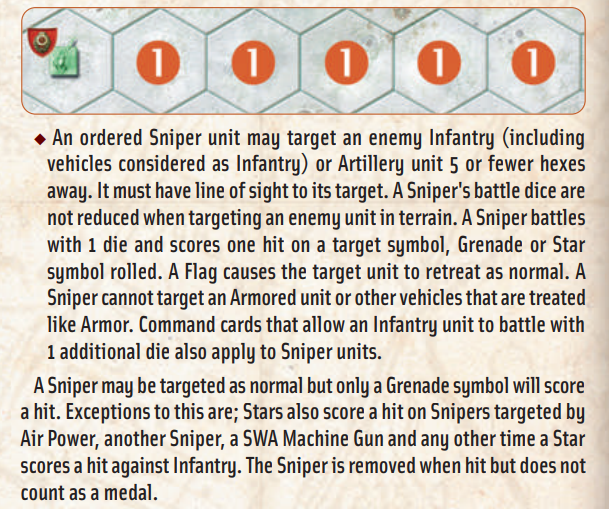 1 1 1 1 1
◆ An ordered Sniper unit may target an enemy Infantry (including
vehicles considered as Infantry) or Artillery unit 5 or fewer hexes
away. It must have line of sight to its target. A Sniper's battle dice are
not reduced when targeting an enemy unit in terrain. A Sniper battles
with 1 die and scores one hit on a target symbol, Grenade or Star
symbol rolled. A Flag causes the target unit to retreat as normal. A
Sniper cannot target an Armored unit or other vehicles that are treated
like Armor. Command cards that allow an Infantry unit to battle with
1 additional die also apply to Sniper units.
A Sniper may be targeted as normal but only a Grenade symbol will score
a hit. Exceptions to this are; Stars also score a hit on Snipers targeted by
Air Power, another Sniper, a SWA Machine Gun and any other time a Star
scores a hit against Infantry. The Sniper is removed when hit but does not
count as a medal.